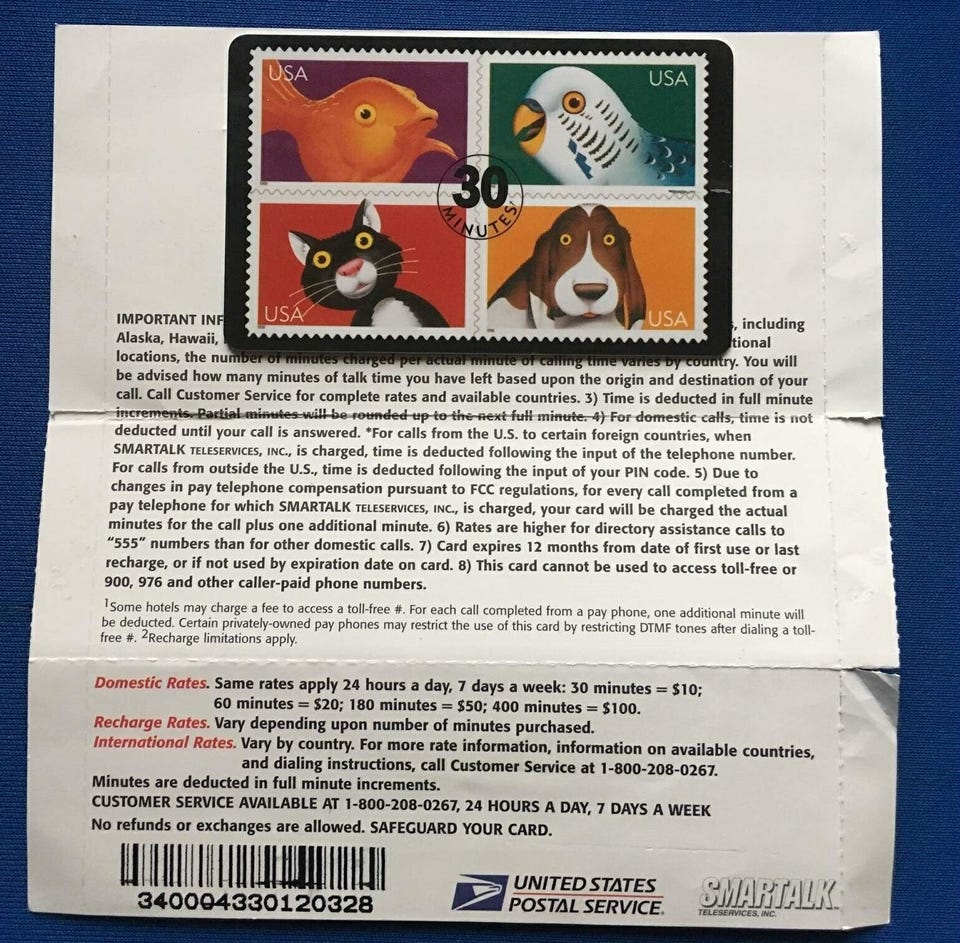 USA
USA
30
MINUTES
USA
USA
IMPORTANT INF s, including
Alaska, Hawaii, tional
locations, the number of minutes charged per actual minute of calling time varies by country. You will
be advised how many minutes of talk time you have left based upon the origin and destination of your
call. Call Customer Service for complete rates and available countries. 3) Time is deducted in full minute
increments. Partial minutes will be rounded up to the next full minute. 4) For domestic calls, time is not
deducted until your call is answered. *For calls from the U.S. to certain foreign countries, when
SMARTALK TELESERVICES, INC., is charged, time is deducted following the input of the telephone number.
For calls from outside the U.S., time is deducted following the input of your PIN code. 5) Due to
changes in pay telephone compensation pursuant to FCC regulations, for every call completed from a
pay telephone for which SMARTALK TELESERVICES, INC., is charged, your card will be charged the actual
minutes for the call plus one additional minute. 6) Rates are higher for directory assistance calls to
“555” numbers than for other domestic calls. 7) Card expires 12 months from date of first use or last
recharge, or if not used by expiration date on card. 8) This card cannot be used to access toll-free or
900, 976 and other caller-paid phone numbers.
1Some hotels may charge a fee to access a toll-free #. For each call completed from a pay phone, one additional minute will
be deducted. Certain privately-owned pay phones may restrict the use of this card by restricting DTMF tones after dialing a toll-
free #. 2Recharge limitations apply.
Domestic Rates. Same rates apply 24 hours a day, 7 days a week: 30 minutes = $10;
60 minutes = $20; 180 minutes = $50; 400 minutes = $100.
Recharge Rates. Vary depending upon number of minutes purchased.
International Rates. Vary by country. For more rate information, information on available countries,
and dialing instructions, call Customer Service at 1-800-208-0267.
Minutes are deducted in full minute increments.
CUSTOMER SERVICE AVAILABLE AT 1-800-208-0267, 24 HOURS A DAY, 7 DAYS A WEEK
No refunds or exchanges are allowed. SAFEGUARD YOUR CARD.
340004330120328
UNITED STATES
POSTAL SERVICE.
SMARTALK
TELESERVICES, INC.